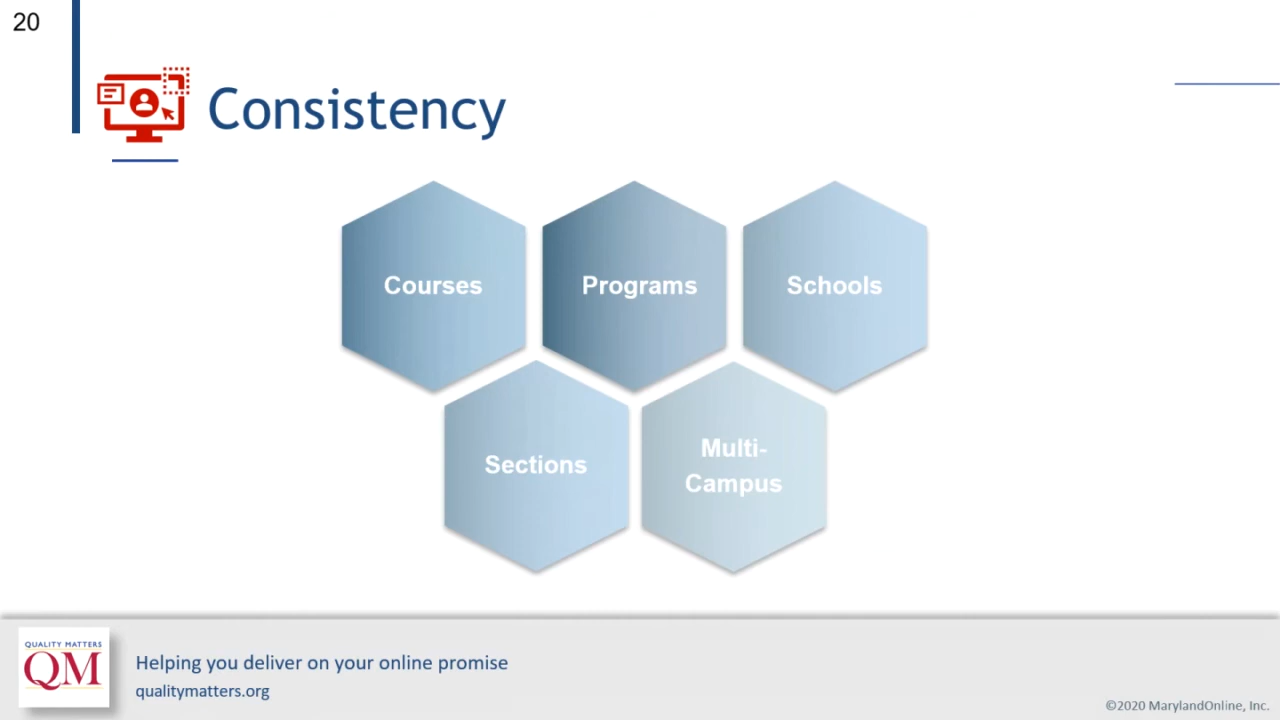 20
Consistency
Courses
Programs
Schools
Sections
Multi-
Campus
QUALITY MATTERS
QM
Helping you deliver on your online promise
qualitymatters.org
©2020 MarylandOnline, Inc.